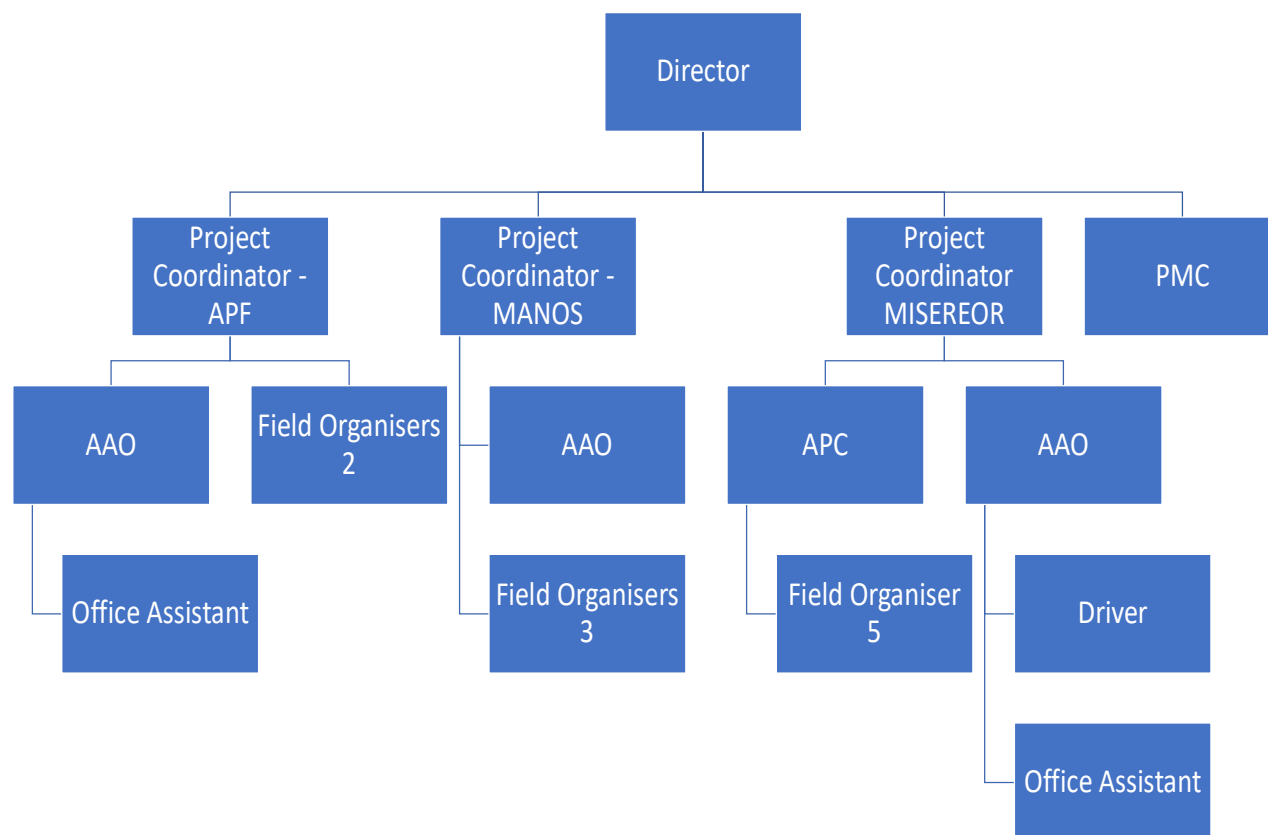 Director
Project
Coordinator -
APF
Project
Coordinator -
MANOS
Project
Coordinator
MISEREOR
PMC
AAO
Field Organisers
2
AAO
APC
AAO
Office Assistant
Field Organisers
3
Field Organiser
5
Driver
Office Assistant